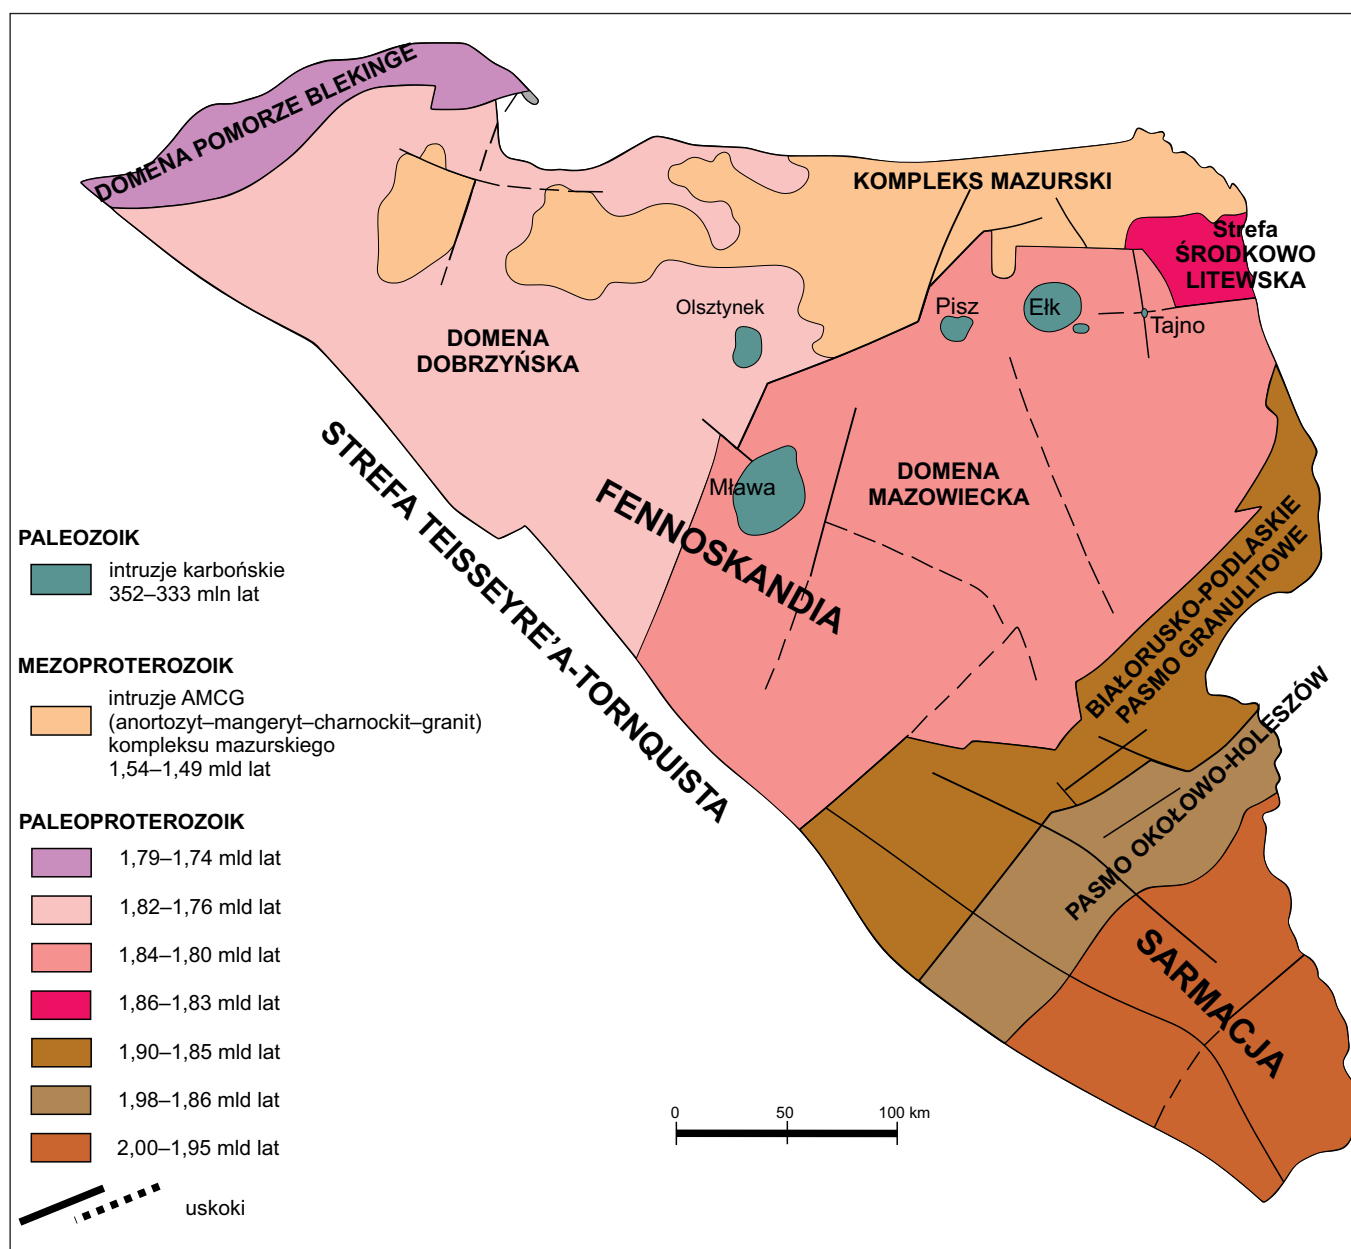 DOMENA POMORZE BLEKINGE
KOMPLEKS MAZURSKI
Strefa
ŚRODKOWO
LITEWSKA
Olsztynek
Pisz
Ełk
Tajno
DOMENA
DOBRZYŃSKA
STREFA TEISSEYRE’A-TORNQUISTA
FENNOSKANDIA
Mława
DOMENA
MAZOWIECKA
BIAŁORUSKO-PODLASKIE
PASMO GRANULITOWE
PASMO OKOŁOWO-HOLESZÓW
SARMACJA
PALEOZOIK
intruzje karbońskie
352–333 mln lat
MEZOPROTEROZOIK
intruzje AMCG
(anortozyt–mangeryt–charnockit–granit)
kompleksu mazurskiego
1,54–1,49 mld lat
PALEOPROTEROZOIK
1,79–1,74 mld lat
1,82–1,76 mld lat
1,84–1,80 mld lat
1,86–1,83 mld lat
1,90–1,85 mld lat
1,98–1,86 mld lat
2,00–1,95 mld lat
uskoki
0 50 100 km